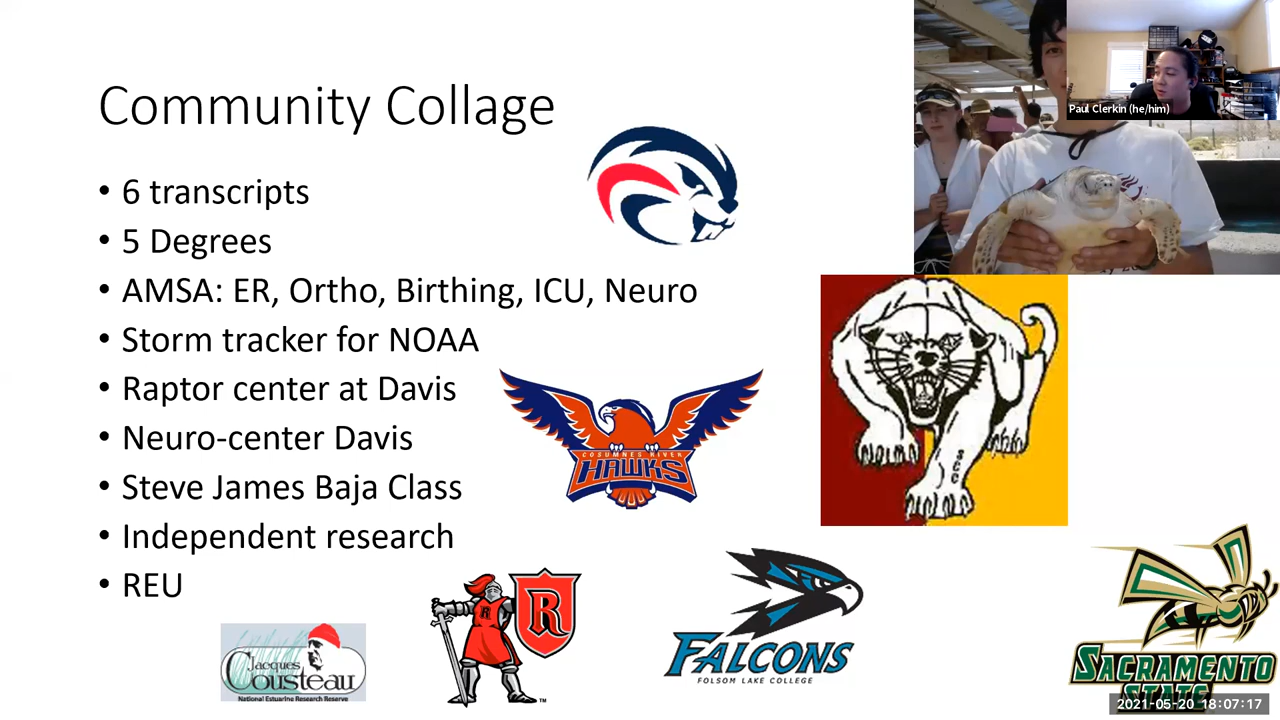 Community Collage
• 6 transcripts
• 5 Degrees
• AMSA: ER, Ortho, Birthing, ICU, Neuro
• Storm tracker for NOAA
• Raptor center at Davis
• Neuro-center Davis
• Steve James Baja Class
• Independent research
• REU
Paul Clerkin (he/him)
COSUMNES RIVER
HAWKS
SCC
Jacques
Cousteau
National Estuarine Research Reserve
R
R
TM
FALCONS
FOLSOM LAKE COLLEGE
SACRAMENTO
STATE
2021-05-20 18:07:17